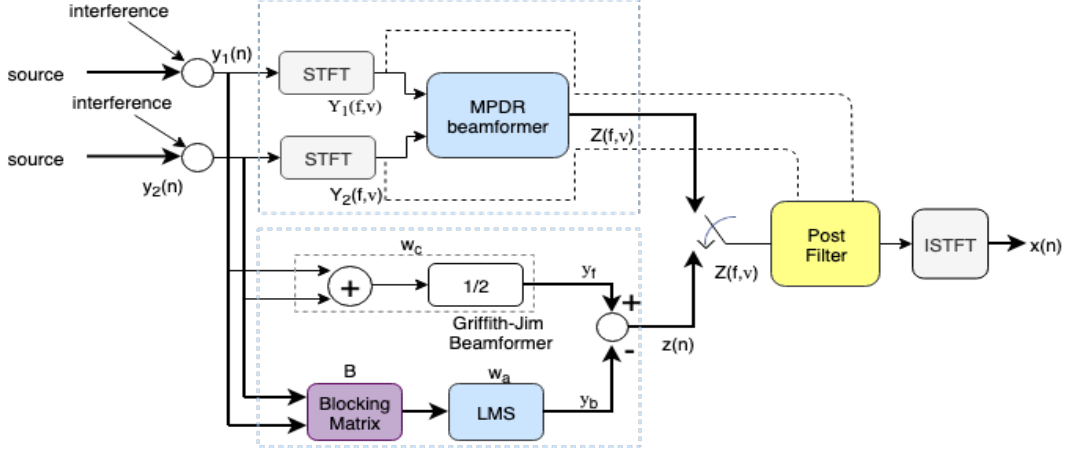 interference
source
y1(n)
interference
source
y2(n)
STFT
Y1(f,v)
STFT
Y2(f,v)
MPDR
beamformer
Z(f,v)
wc
+
1/2
yf
Griffith-Jim
Beamformer
+
-
z(n)
B
Blocking
Matrix
wa
LMS
yb
Z(f,v)
Post
Filter
ISTFT
x(n)